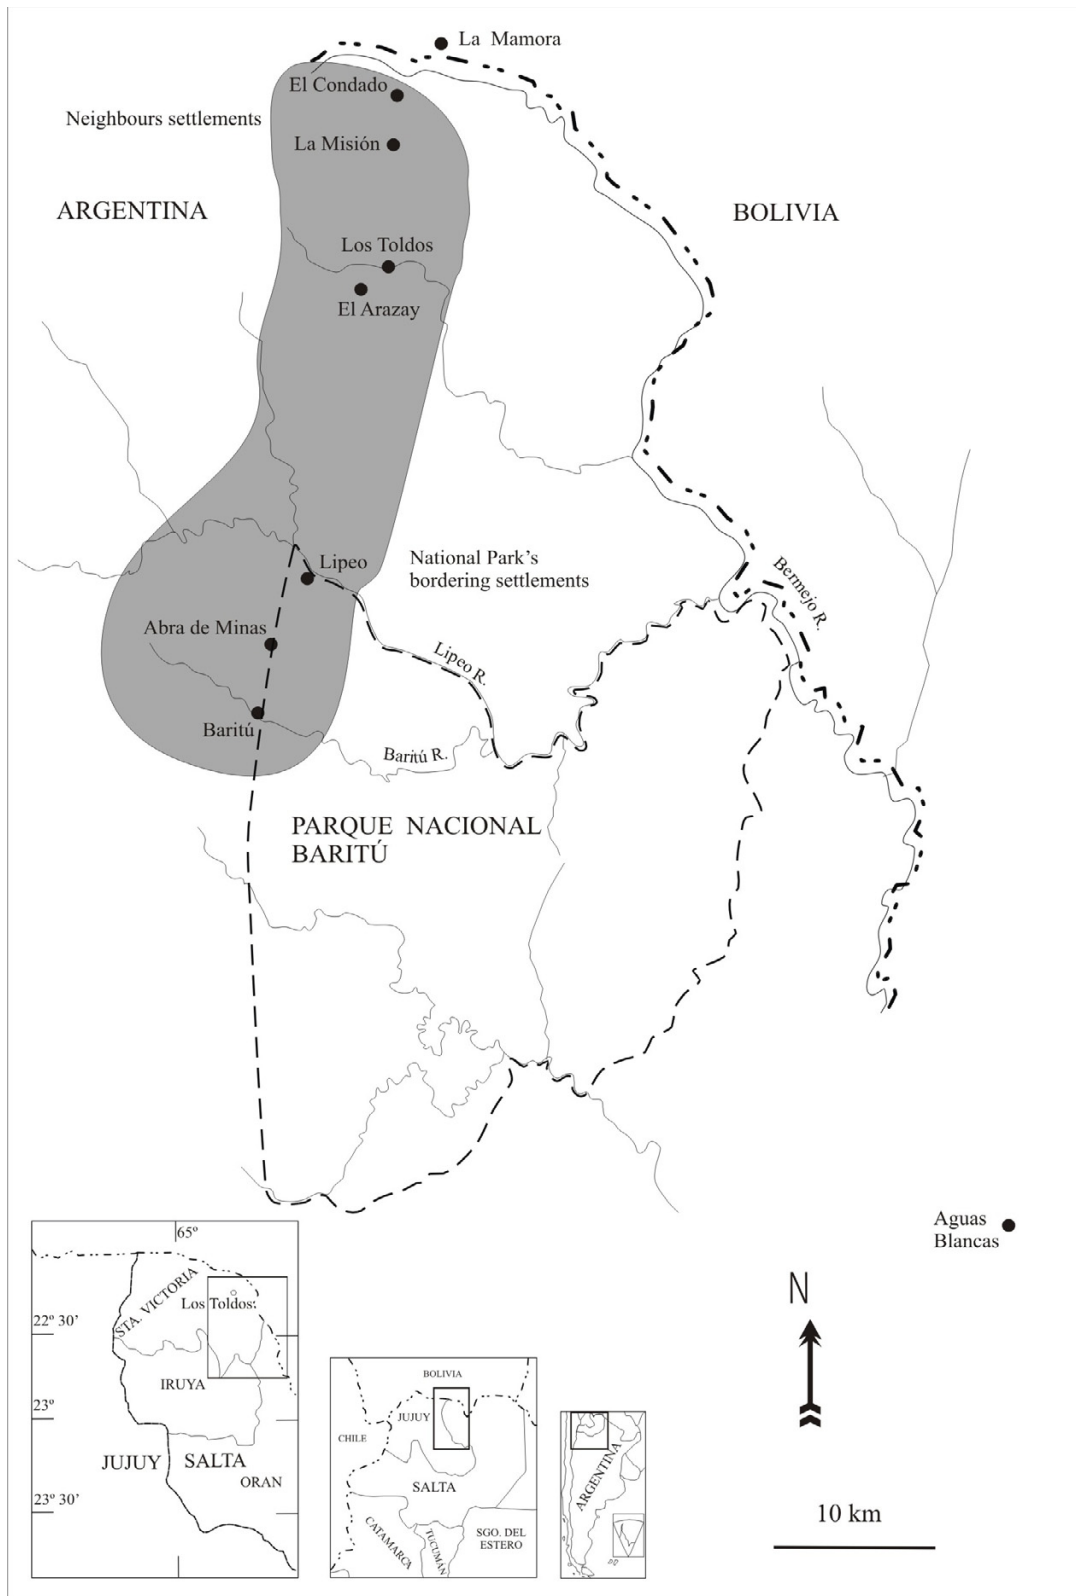 La Mamora
El Condado
Neighbours settlements
La Misión
ARGENTINA
BOLIVIA
Los Toldos
El Arazay
Lipeo
National Park's
bordering settlements
Bermejo R.
Abra de Minas
Lipeo R.
Baritú
Baritú R.
PARQUE NACIONAL
BARITÚ
Aguas
Blancas
N
10 km
65º
STA. VICTORIA
Los Toldos
22º 30'
IRUYA
23º
JUJUY
SALTA
ORAN
23º 30'
BOLIVIA
JUJUY
CHILE
SALTA
CATAMARCA
TUCUMÁN
SGO. DEL
ESTERO
ARGENTINA